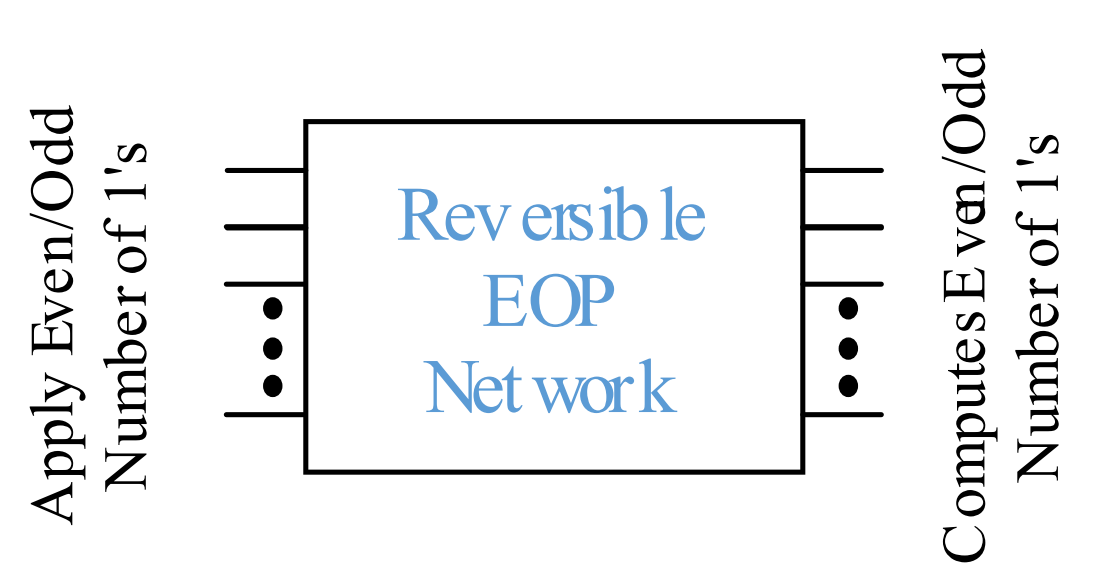 Apply Even/Odd
Number of 1's
Reversible
EOP
Network
Computes Even/Odd
Number of 1's